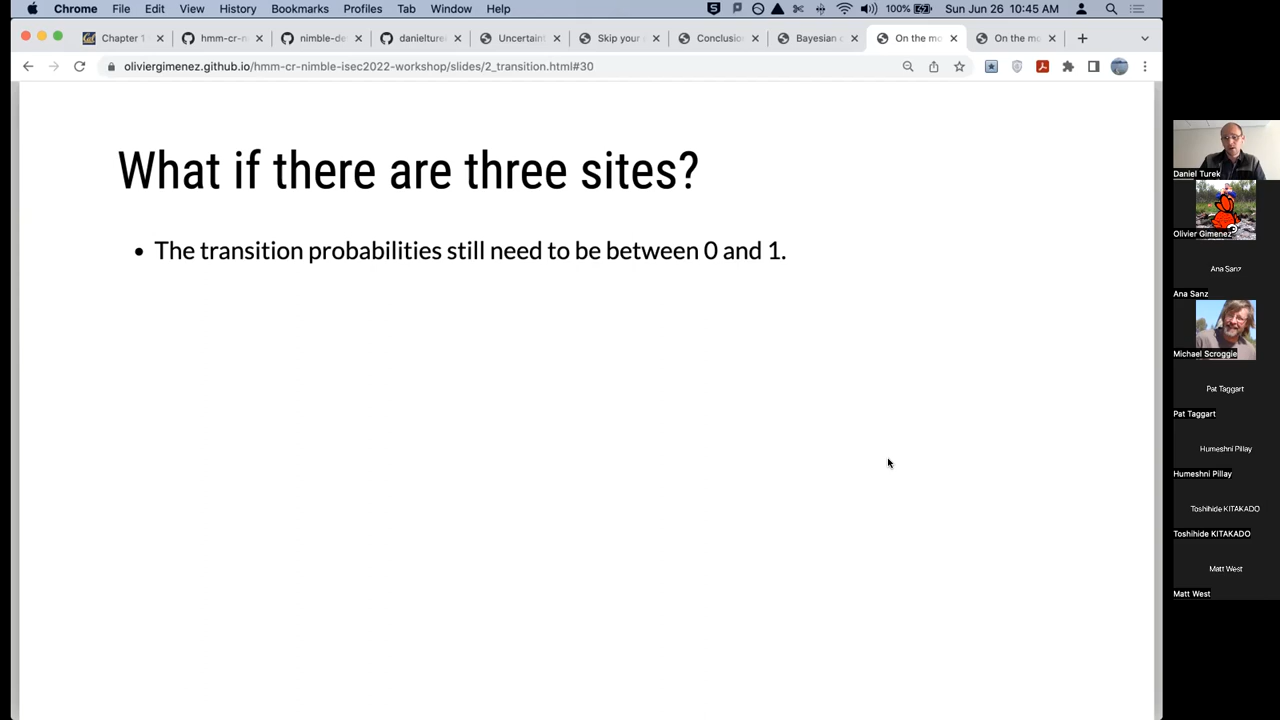 Chrome File Edit View History Bookmarks Profiles Tab Window Help 100% Sun Jun 26 10:45 AM
Chapter 1 hmm-cr-n nimble-de danielture Uncertaint Skip your Conclusion Bayesian On the mo On the mo
oliviergimenez.github.io/hmm-cr-nimble-isec2022-workshop/slides/2_transition.html#30
What if there are three sites?
• The transition probabilities still need to be between 0 and 1.
Daniel Turek
Olivier Gimenez
Ana Sanz
Ana Sanz
Michael Scroggie
Pat Taggart
Pat Taggart
Humeshni Pillay
Humeshni Pillay
Toshihide KITAKADO
Toshihide KITAKADO
Matt West
Matt West